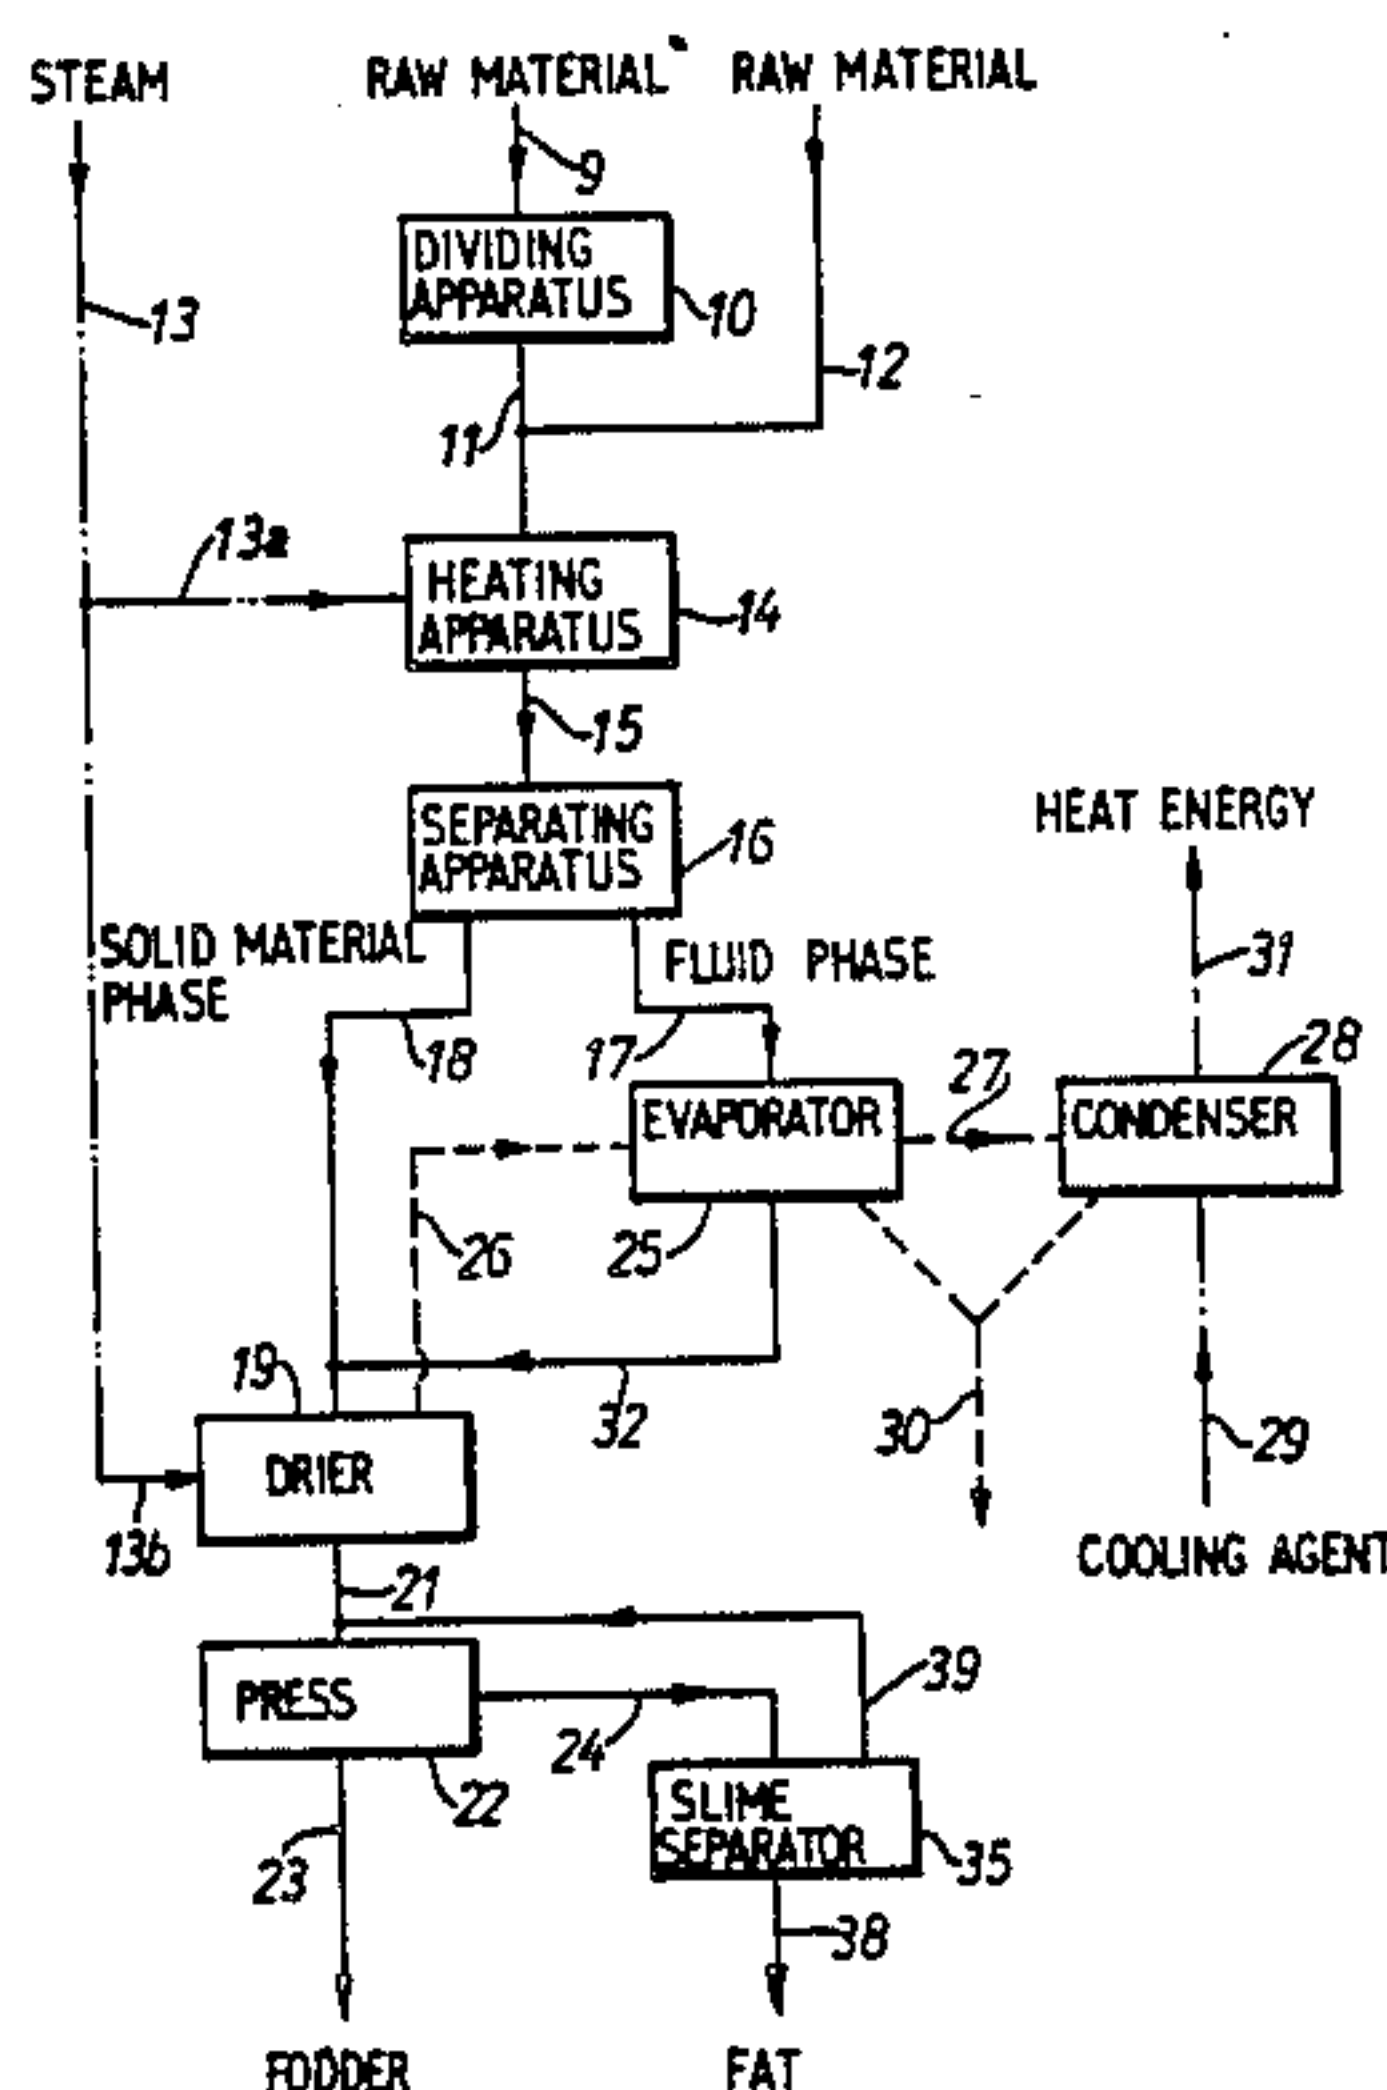 STEAM
RAW MATERIAL
RAW MATERIAL
9
DIVIDING
APPARATUS
10
13
12
11
13a
HEATING
APPARATUS
14
15
SEPARATING
APPARATUS
16
HEAT ENERGY
31
SOLID MATERIAL
PHASE
FLUID PHASE
18
17
27
28
EVAPORATOR
CONDENSER
26
25
19
32
30
29
DRIER
13b
COOLING AGENT
21
39
PRESS
24
22
SLIME
SEPARATOR
35
23
38
FODDER
FAT